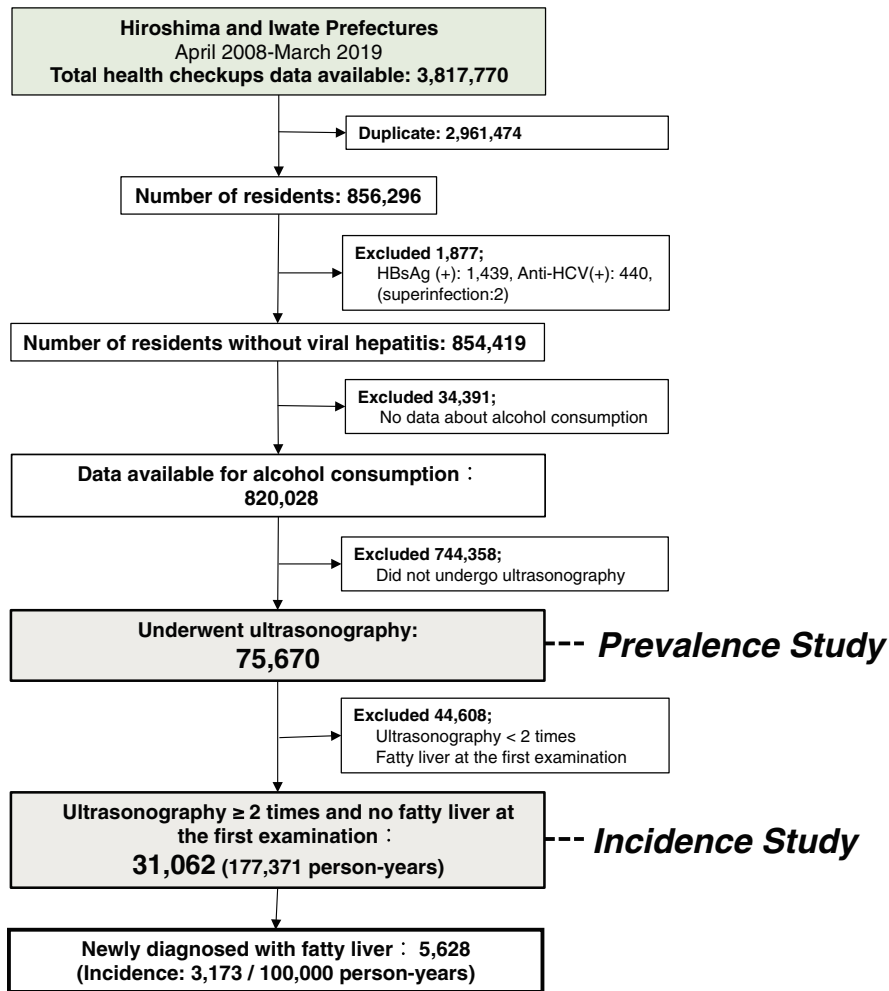 Hiroshima and Iwate Prefectures
April 2008-March 2019
Total health checkups data available: 3,817,770
Duplicate: 2,961,474
Number of residents: 856,296
Excluded 1,877;
HBsAg (+): 1,439, Anti-HCV(+): 440,
(superinfection:2)
Number of residents without viral hepatitis: 854,419
Excluded 34,391;
No data about alcohol consumption
Data available for alcohol consumption：
820,028
Excluded 744,358;
Did not undergo ultrasonography
Underwent ultrasonography:
75,670
Prevalence Study
Excluded 44,608;
Ultrasonography < 2 times
Fatty liver at the first examination
Ultrasonography ≥ 2 times and no fatty liver at
the first examination：
31,062 (177,371 person-years)
Incidence Study
Newly diagnosed with fatty liver： 5,628
(Incidence: 3,173 / 100,000 person-years)